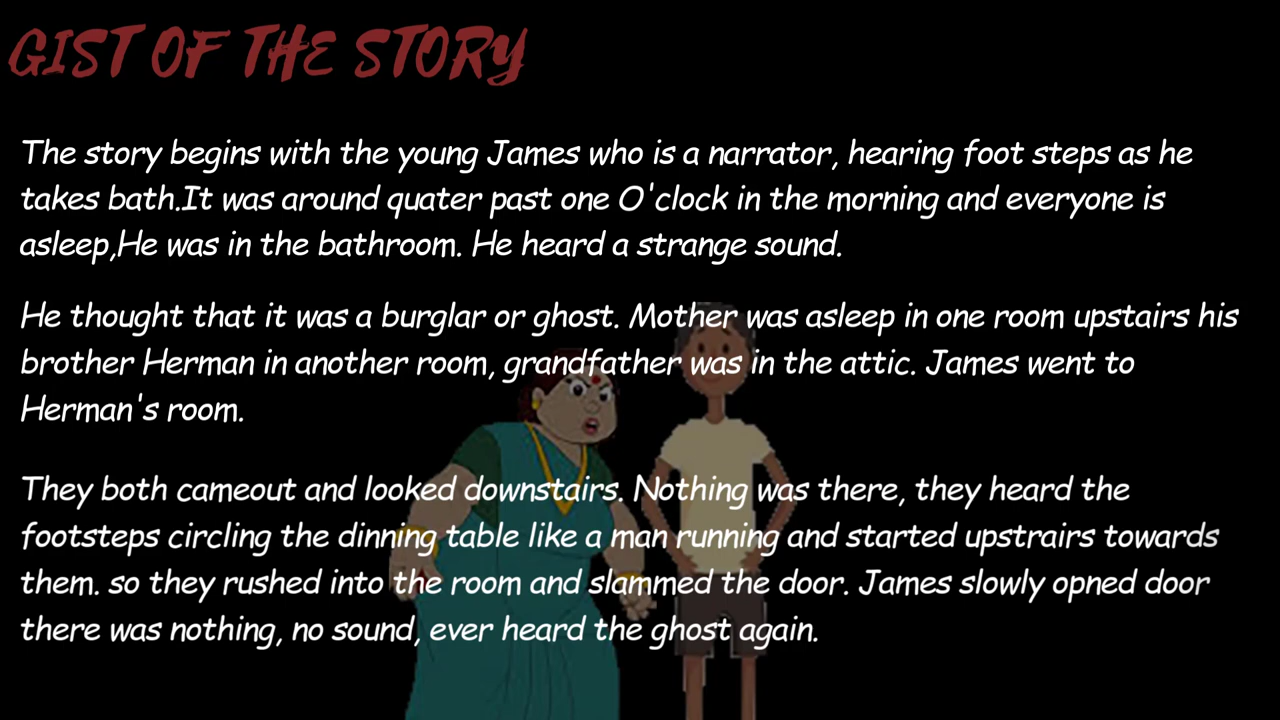 GIST OF THE STORY
The story begins with the young James who is a narrator, hearing foot steps as he
takes bath.It was around quater past one O'clock in the morning and everyone is
asleep,He was in the bathroom. He heard a strange sound.
He thought that it was a burglar or ghost. Mother was asleep in one room upstairs his
brother Herman in another room, grandfather was in the attic. James went to
Herman's room.
They both cameout and looked downstairs. Nothing was there, they heard the
footsteps circling the dinning table like a man running and started upstrairs towards
them. so they rushed into the room and slammed the door. James slowly opned door
there was nothing, no sound, ever heard the ghost again.